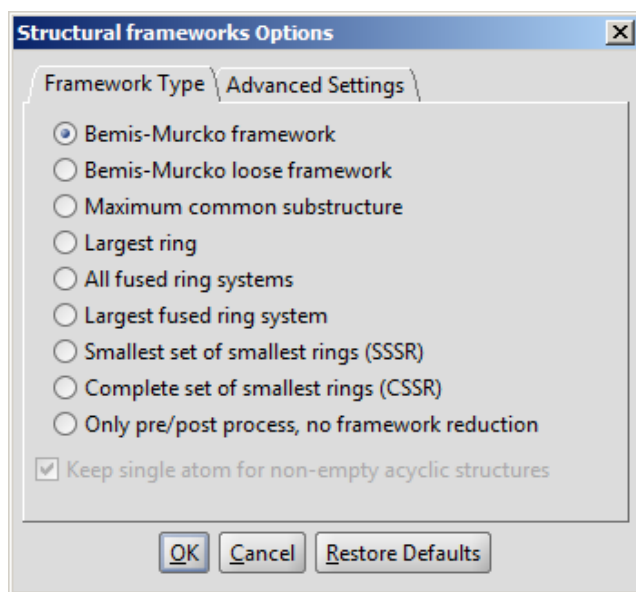 Structural frameworks Options
Framework Type Advanced Settings
Bemis-Murcko framework
Bemis-Murcko loose framework
Maximum common substructure
Largest ring
All fused ring systems
Largest fused ring system
Smallest set of smallest rings (SSSR)
Complete set of smallest rings (CSSR)
Only pre/post process, no framework reduction
Keep single atom for non-empty acyclic structures
OK Cancel Restore Defaults